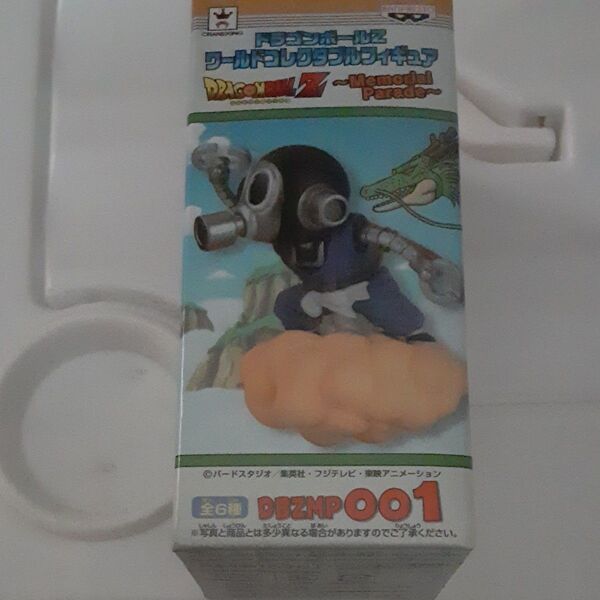 CRANEKING
BANPRESTO
ドラゴンボールZ
ワールドコレクタブルフィギュア
DRAGONBALL Z
~Memorial
Parade~
©バードスタジオ/集英社・フジテレビ・東映アニメーション
全6種
DBZMP001
※写真と商品とは多少異なる場合がありますのでご了承ください。